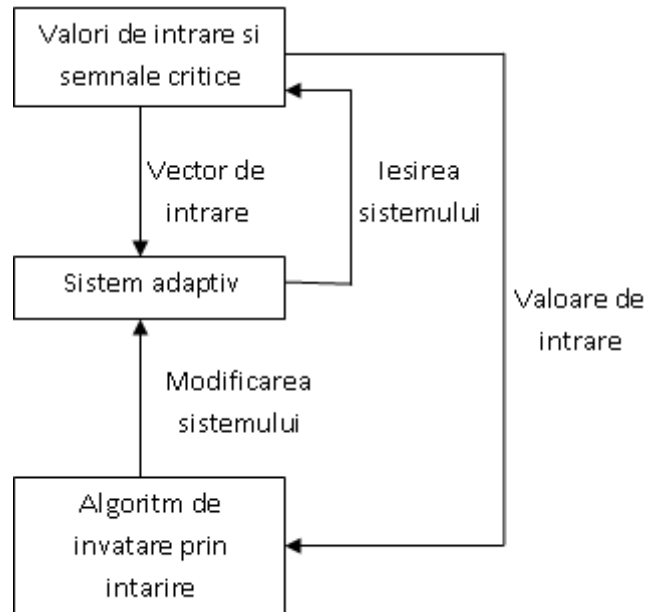 Valori de intrare si
semnale critice
Vector de
intrare
Iesirea
sistemului
Sistem adaptiv
Valoare de
intrare
Modificarea
sistemului
Algoritm de
invatare prin
intarire